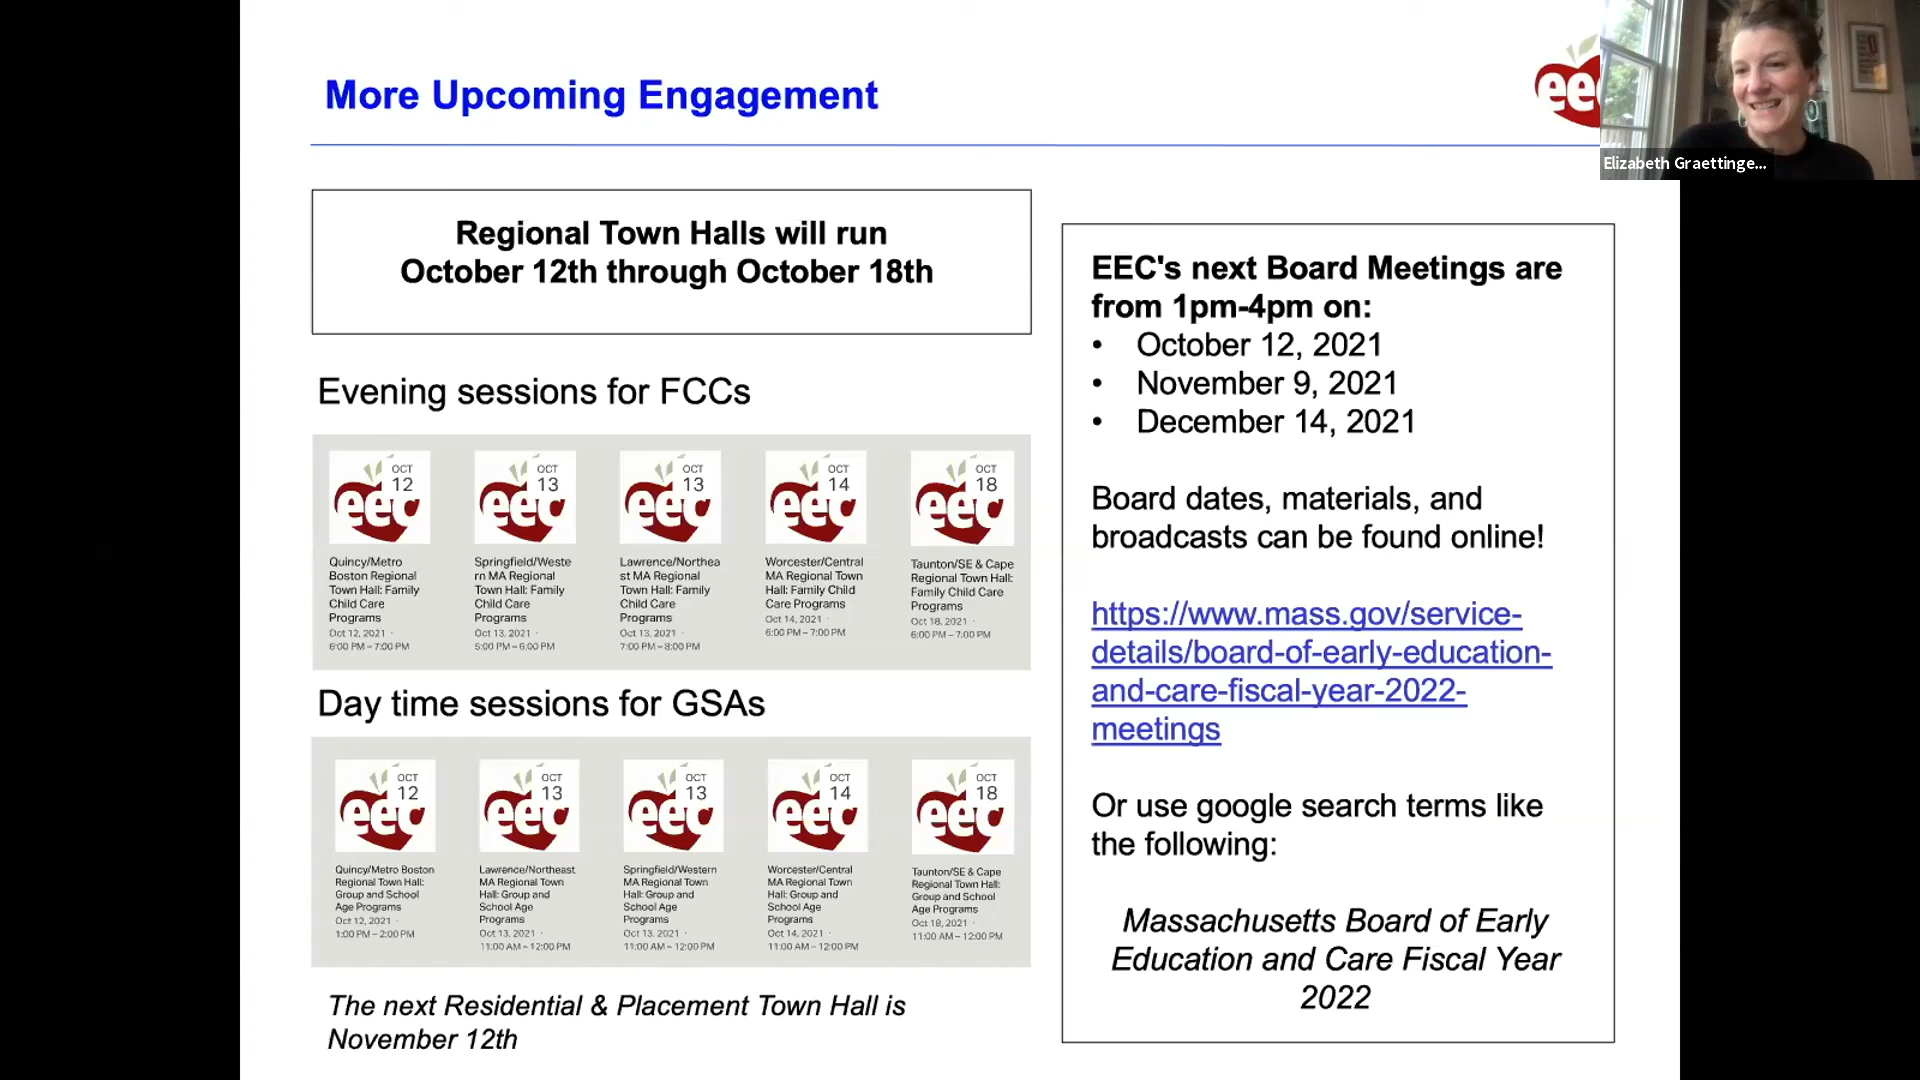 More Upcoming Engagement
ee
Elizabeth Graettinge...
Regional Town Halls will run
October 12th through October 18th
Evening sessions for FCCs
OCT
12
eec
Quincy/Metro
Boston Regional
Town Hall: Family
Child Care
Programs
Oct 12, 2021 ·
6:00 PM – 7:00 PM
OCT
13
eec
Springfield/Weste
rn MA Regional
Town Hall: Family
Child Care
Programs
Oct 13, 2021 ·
5:00 PM – 6:00 PM
OCT
13
eec
Lawrence/Northea
st MA Regional
Town Hall: Family
Child Care
Programs
Oct 13, 2021 ·
7:00 PM – 8:00 PM
OCT
14
eec
Worcester/Central
MA Regional Town
Hall: Family Child
Care Programs
Oct 14, 2021 ·
6:00 PM – 7:00 PM
OCT
18
eec
Taunton/SE & Cape
Regional Town Hall:
Family Child Care
Programs
Oct 18, 2021 ·
6:00 PM – 7:00 PM
Day time sessions for GSAs
OCT
12
eec
Quincy/Metro Boston
Regional Town Hall:
Group and School
Age Programs
Oct 12, 2021 ·
1:00 PM – 2:00 PM
OCT
13
eec
Lawrence/Northeast
MA Regional Town
Hall: Group and
School Age
Programs
Oct 13, 2021 ·
11:00 AM – 12:00 PM
OCT
13
eec
Springfield/Western
MA Regional Town
Hall: Group and
School Age
Programs
Oct 13, 2021 ·
11:00 AM – 12:00 PM
OCT
14
eec
Worcester/Central
MA Regional Town
Hall: Group and
School Age
Programs
Oct 14, 2021 ·
11:00 AM – 12:00 PM
OCT
18
eec
Taunton/SE & Cape
Regional Town Hall:
Group and School
Age Programs
Oct 18, 2021 ·
11:00 AM – 12:00 PM
The next Residential & Placement Town Hall is
November 12th
EEC's next Board Meetings are
from 1pm-4pm on:
• October 12, 2021
• November 9, 2021
• December 14, 2021
Board dates, materials, and
broadcasts can be found online!
https://www.mass.gov/service-
details/board-of-early-education-
and-care-fiscal-year-2022-
meetings
Or use google search terms like
the following:
Massachusetts Board of Early
Education and Care Fiscal Year
2022